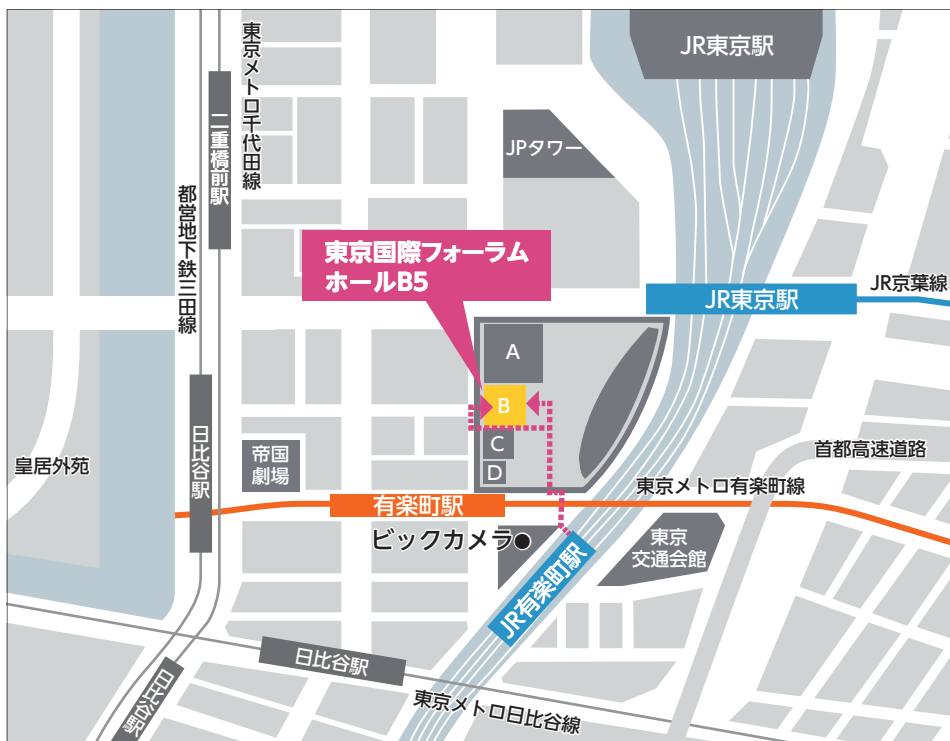 JR東京駅
東京メトロ千代田線
二重橋前駅
JPタワー
都営地下鉄三田線
東京国際フォーラム
ホールB5
JR京葉線
JR東京駅
A
B
C
D
日比谷駅
帝国
劇場
皇居外苑
首都高速道路
東京メトロ有楽町線
有楽町駅
ビックカメラ
東京
交通会館
JR有楽町駅
日比谷駅
日比谷駅
東京メトロ日比谷線